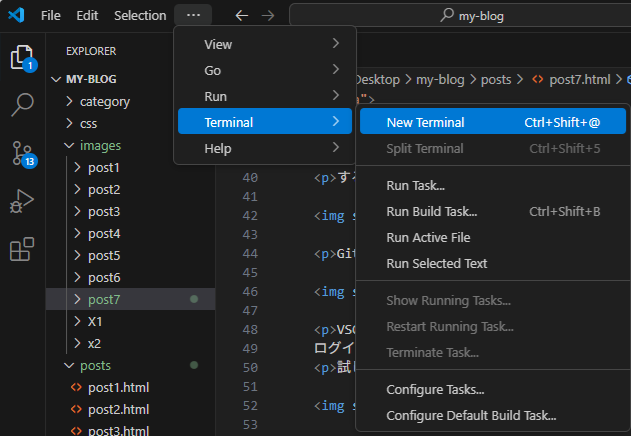 File Edit Selection ··· my-blog
EXPLORER
MY-BLOG
category
css
images
post1
post2
post3
post4
post5
post6
post7
X1
x2
posts
post1.html
post2.html
post3.html
View
Go
Run
Terminal
Help
Desktop > my-blog > posts > <> post7.html >
">
New Terminal Ctrl+Shift+@
Split Terminal Ctrl+Shift+5
Run Task...
Run Build Task... Ctrl+Shift+B
Run Active File
Run Selected Text
Show Running Tasks...
Restart Running Task...
Terminate Task...
Configure Tasks...
Configure Default Build Task...
40 <p>する
41
42 <img s
43
44 <p>Git
45
46 <img s
47
48 <p>VSC
49 ログイ
50 <p>試し
51
52 <img s
53
1
13